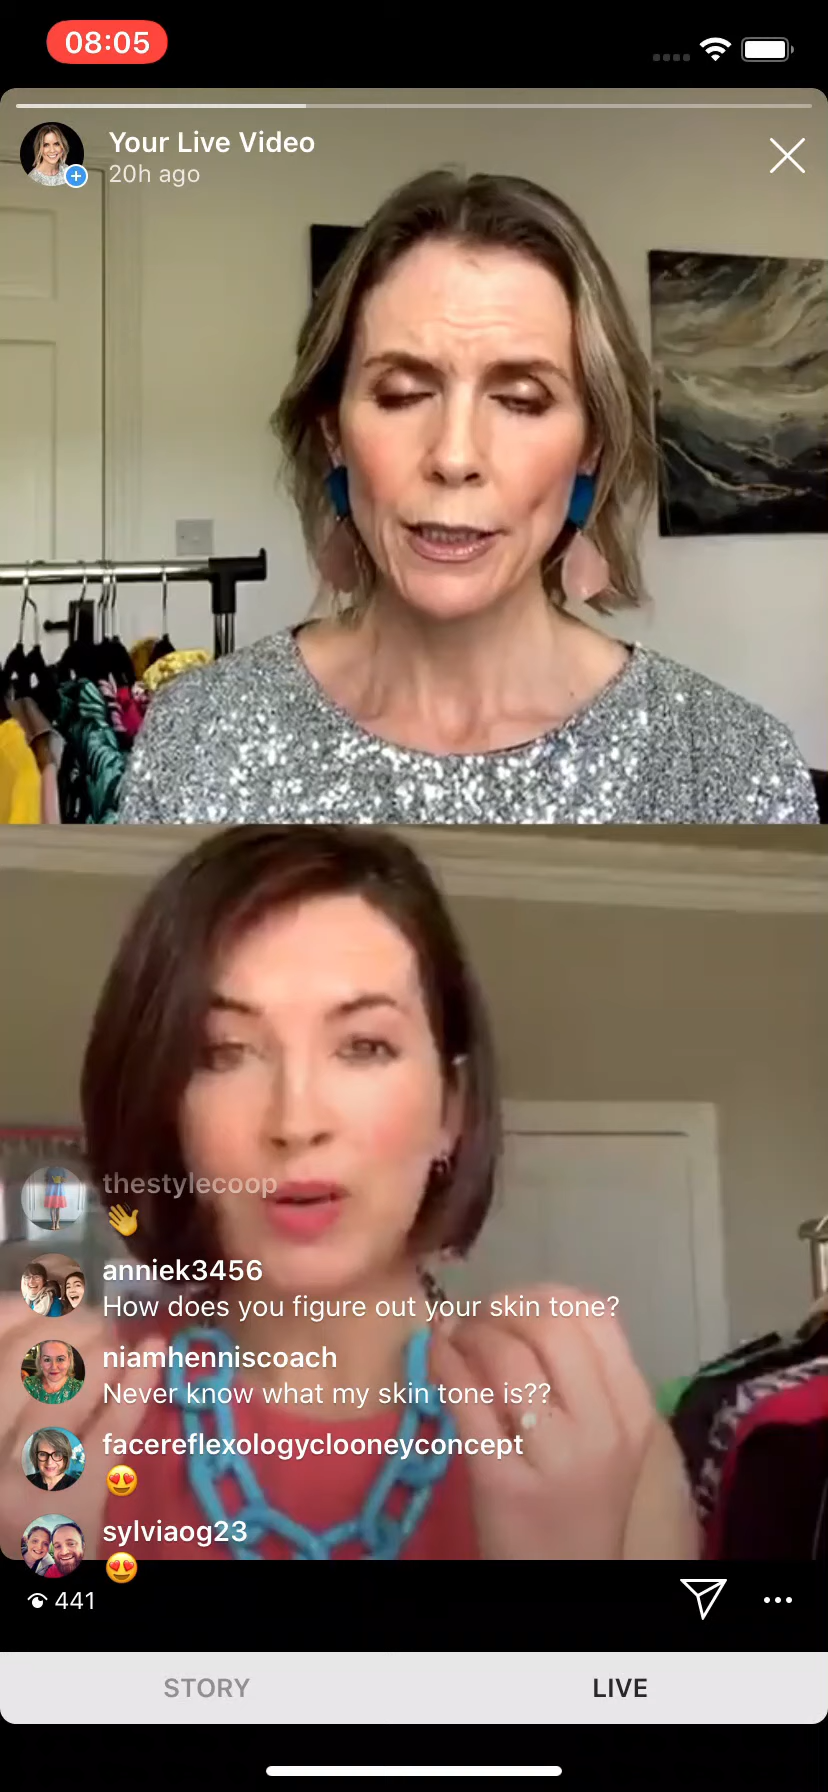 08:05
Your Live Video
20h ago
thestylecoop
👋
anniek3456
How does you figure out your skin tone?
niamhenniscoach
Never know what my skin tone is??
facereflexologyclooneyconcept
😍
sylviaog23
😍
441
STORY
LIVE